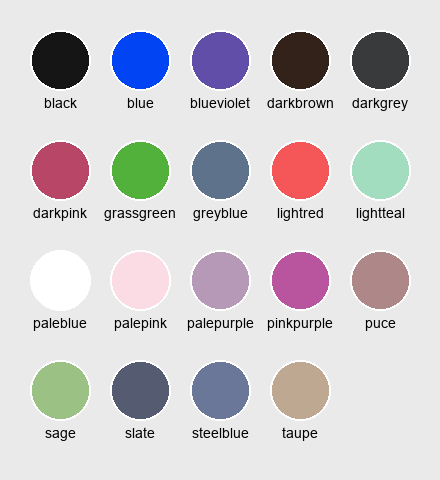 black blue blueviolet darkbrown darkgrey
darkpink grassgreen greyblue lightred lightteal
paleblue palepink palepurple pinkpurple puce
sage slate steelblue taupe